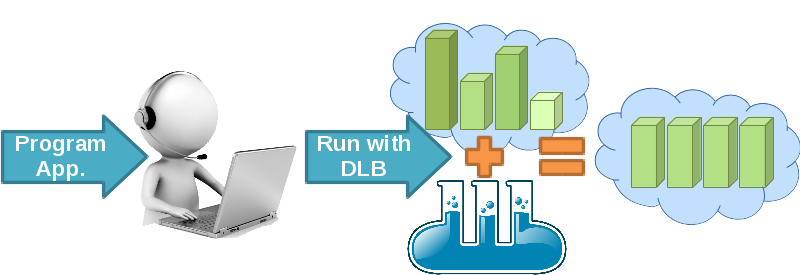 Program
App.
Run with
DLB